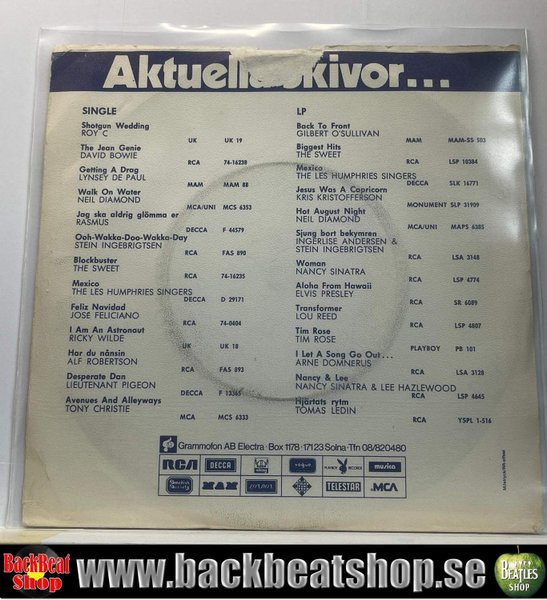 Aktuella skivor...
SINGLE
Shotgun Wedding
ROY C
UK UK 19
The Jean Genie
DAVID BOWIE
RCA 74-16238
Getting A Drag
LYNSEY DE PAUL
MAM MAM 88
Walk On Water
NEIL DIAMOND
MCA/UNI MCS 6353
Jag ska aldrig glömma er
RASMUS
DECCA F 44579
Ooh-Wakka-Doo-Wakka-Day
STEIN INGEBRIGTSEN
RCA FAS 890
Blockbuster
THE SWEET
RCA 74-16235
Mexico
THE LES HUMPHRIES SINGERS
DECCA D 29171
Feliz Navidad
JOSE FELICIANO
RCA 74-0404
I Am An Astronaut
RICKY WILDE
UK UK 18
Har du nånsin
ALF ROBERTSON
RCA FAS 893
Desperate Dan
LIEUTENANT PIGEON
DECCA F 13365
Avenues And Alleyways
TONY CHRISTIE
MCA MCS 6333
LP
Back To Front
GILBERT O'SULLIVAN
MAM MAM-SS 503
Biggest Hits
THE SWEET
RCA LSP 10384
Mexico
THE LES HUMPHRIES SINGERS
DECCA SLK 16771
Jesus Was A Capricorn
KRIS KRISTOFFERSON
MONUMENT SLP 31909
Hot August Night
NEIL DIAMOND
MCA/UNI MAPS 6385
Sjung bort bekymren
INGERLISE ANDERSEN &
STEIN INGEBRIGTSEN
RCA LSA 3148
Woman
NANCY SINATRA
RCA LSP 4774
Aloha From Hawaii
ELVIS PRESLEY
RCA SR 6089
Transformer
LOU REED
RCA LSP 4807
Tim Rose
TIM ROSE
PLAYBOY PB 101
I Let A Song Go Out...
ARNE DOMNERUS
RCA LSA 3128
Nancy & Lee
NANCY SINATRA & LEE HAZLEWOOD
RCA LSP 4645
Hjärtats rytm
TOMAS LEDIN
RCA YSPL 1-516
Grammofon AB Electra · Box 1178 · 171 23 Solna · Tfn 08/820480
RCA DECCA vogue PLAYBOY RECORDS musica
MAM LONDON TELESTAR MCA
BackBeat
Shop
www.backbeatshop.se
BEATLES
SHOP